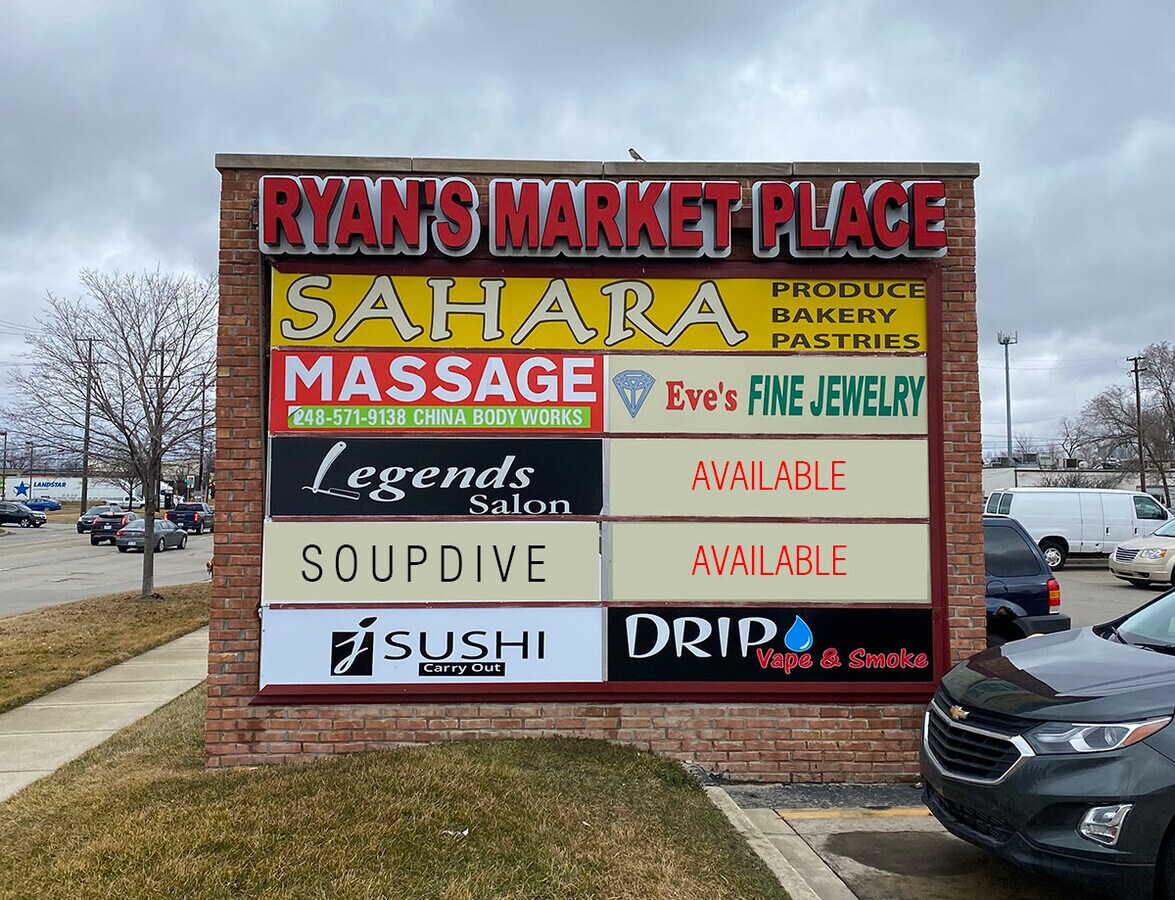 RYAN'S MARKET PLACE
SAHARA
PRODUCE
BAKERY
PASTRIES
MASSAGE
248-571-9138 CHINA BODY WORKS
Eve's FINE JEWELRY
Legends
Salon
AVAILABLE
SOUPDIVE
AVAILABLE
j SUSHI
Carry Out
DRIP
Vape & Smoke
LANDSTAR